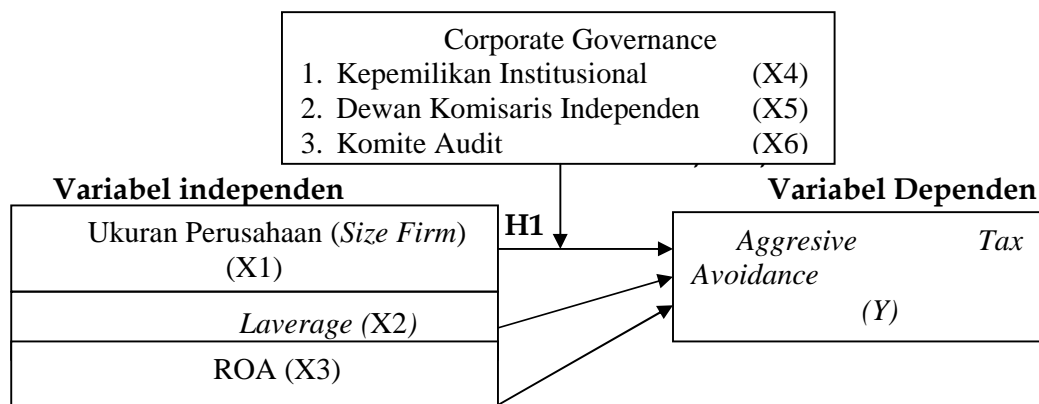 Corporate Governance
1. Kepemilikan Institusional (X4)
2. Dewan Komisaris Independen (X5)
3. Komite Audit (X6)
Variabel independen
Variabel Dependen
Ukuran Perusahaan (Size Firm)
(X1)
H1
Aggresive Tax
Avoidance
(Y)
Laverage (X2)
ROA (X3)